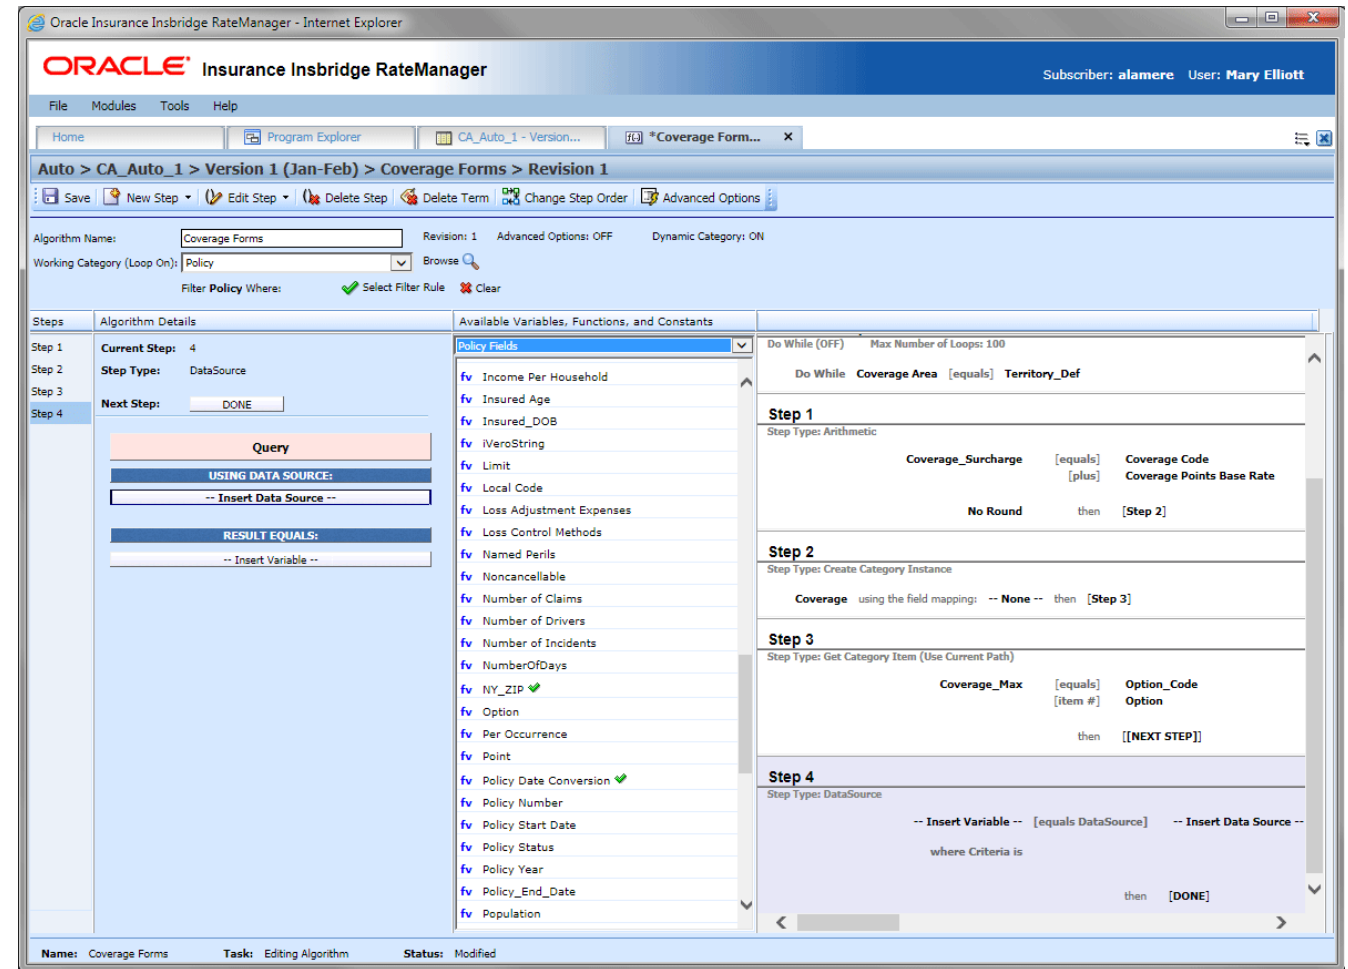 Oracle Insurance Insbridge RateManager - Internet Explorer
ORACLE Insurance Insbridge RateManager
Subscriber: alamere User: Mary Elliott
File Modules Tools Help
Home Program Explorer CA_Auto_1 - Version... f(x) *Coverage Form... x
Auto > CA_Auto_1 > Version 1 (Jan-Feb) > Coverage Forms > Revision 1
Save New Step Edit Step Delete Step Delete Term Change Step Order Advanced Options
Algorithm Name: Coverage Forms Revision: 1 Advanced Options: OFF Dynamic Category: ON
Working Category (Loop On): Policy Browse
Filter Policy Where: Select Filter Rule Clear
Steps
Step 1
Step 2
Step 3
Step 4
Algorithm Details
Current Step: 4
Step Type: DataSource
Next Step: DONE
Query
USING DATA SOURCE:
-- Insert Data Source --
RESULT EQUALS:
-- Insert Variable --
Available Variables, Functions, and Constants
Policy Fields
fv Income Per Household
fv Insured Age
fv Insured_DOB
fv iVeroString
fv Limit
fv Local Code
fv Loss Adjustment Expenses
fv Loss Control Methods
fv Named Perils
fv Noncancellable
fv Number of Claims
fv Number of Drivers
fv Number of Incidents
fv NumberOfDays
fv NY_ZIP
fv Option
fv Per Occurrence
fv Point
fv Policy Date Conversion
fv Policy Number
fv Policy Start Date
fv Policy Status
fv Policy Year
fv Policy_End_Date
fv Population
Do While (OFF) Max Number of Loops: 100
Do While Coverage Area [equals] Territory_Def
Step 1
Step Type: Arithmetic
Coverage_Surcharge [equals] Coverage Code
[plus] Coverage Points Base Rate
No Round then [Step 2]
Step 2
Step Type: Create Category Instance
Coverage using the field mapping: -- None -- then [Step 3]
Step 3
Step Type: Get Category Item (Use Current Path)
Coverage_Max [equals] Option_Code
[item #] Option
then [[NEXT STEP]]
Step 4
Step Type: DataSource
-- Insert Variable -- [equals DataSource] -- Insert Data Source --
where Criteria is
then [DONE]
Name: Coverage Forms Task: Editing Algorithm Status: Modified